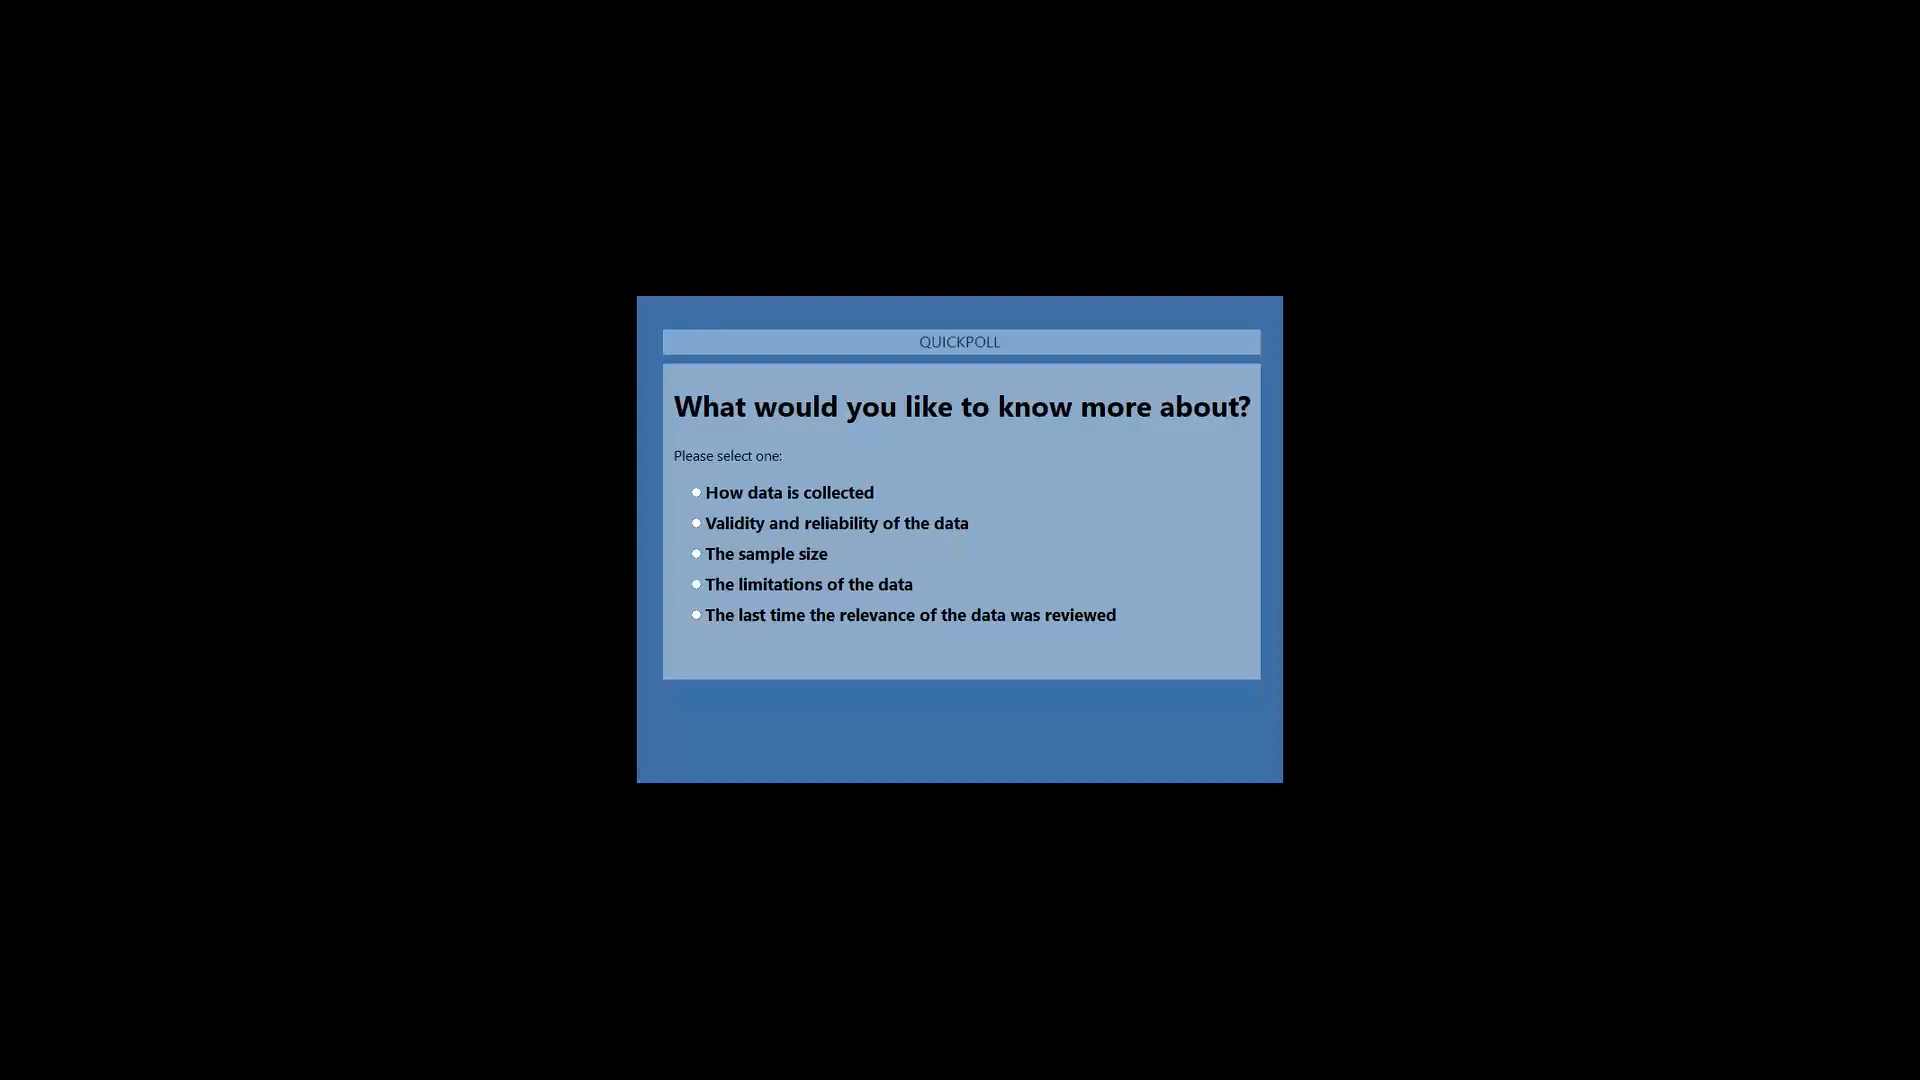 QUICKPOLL
What would you like to know more about?
Please select one:
How data is collected
Validity and reliability of the data
The sample size
The limitations of the data
The last time the relevance of the data was reviewed